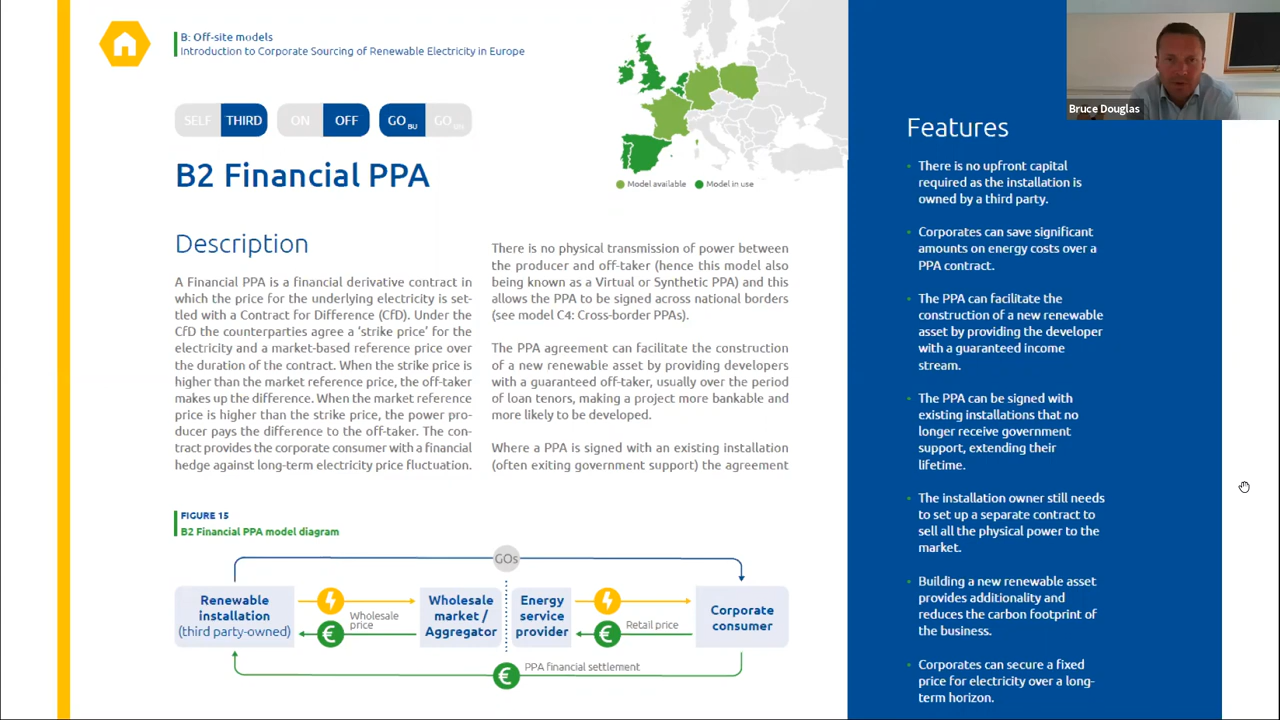 B: Off-site models
Introduction to Corporate Sourcing of Renewable Electricity in Europe
SELF THIRD ON OFF GO BU GO
B2 Financial PPA
Model available Model in use
Description
A Financial PPA is a financial derivative contract in
which the price for the underlying electricity is set-
tled with a Contract for Difference (CfD). Under the
CfD the counterparties agree a ‘strike price’ for the
electricity and a market-based reference price over
the duration of the contract. When the strike price is
higher than the market reference price, the off-taker
makes up the difference. When the market reference
price is higher than the strike price, the power pro-
ducer pays the difference to the off-taker. The con-
tract provides the corporate consumer with a financial
hedge against long-term electricity price fluctuation.
There is no physical transmission of power between
the producer and off-taker (hence this model also
being known as a Virtual or Synthetic PPA) and this
allows the PPA to be signed across national borders
(see model C4: Cross-border PPAs).
The PPA agreement can facilitate the construction
of a new renewable asset by providing developers
with a guaranteed off-taker, usually over the period
of loan tenors, making a project more bankable and
more likely to be developed.
Where a PPA is signed with an existing installation
(often exiting government support) the agreement
FIGURE 15
B2 Financial PPA model diagram
GOs
Renewable
installation
(third party-owned)
Wholesale
price
€
Wholesale
market /
Aggregator
Energy
service
provider
Retail price
€
Corporate
consumer
PPA financial settlement
€
Bruce Douglas
Features
There is no upfront capital
required as the installation is
owned by a third party.
Corporates can save significant
amounts on energy costs over a
PPA contract.
The PPA can facilitate the
construction of a new renewable
asset by providing the developer
with a guaranteed income
stream.
The PPA can be signed with
existing installations that no
longer receive government
support, extending their
lifetime.
The installation owner still needs
to set up a separate contract to
sell all the physical power to the
market.
Building a new renewable asset
provides additionality and
reduces the carbon footprint of
the business.
Corporates can secure a fixed
price for electricity over a long-
term horizon.